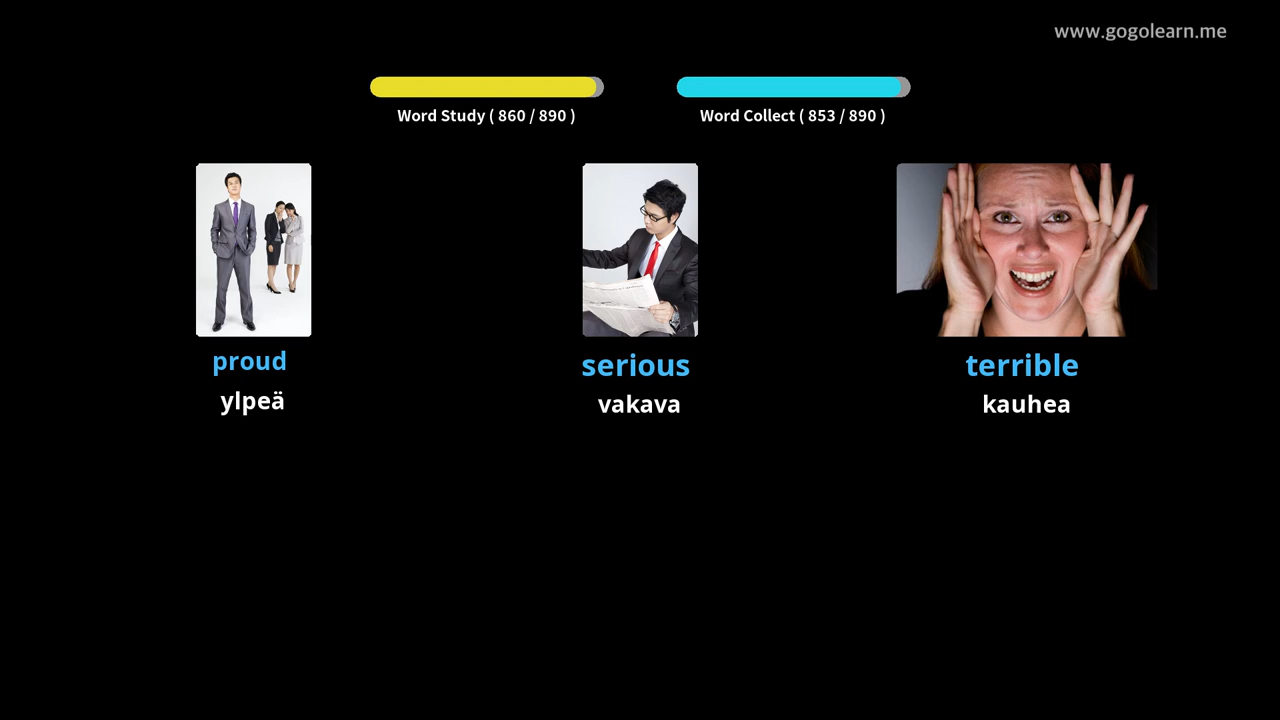 www.gogolearn.me
Word Study ( 860 / 890 )
Word Collect ( 853 / 890 )
proud
serious
terrible
ylpeä
vakava
kauhea